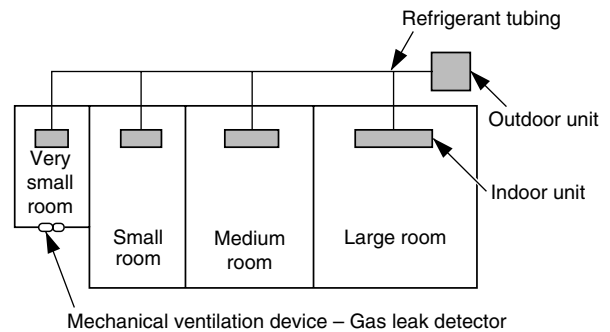 Refrigerant tubing
Outdoor unit
Indoor unit
Very
small
room
Small
room
Medium
room
Large room
Mechanical ventilation device – Gas leak detector